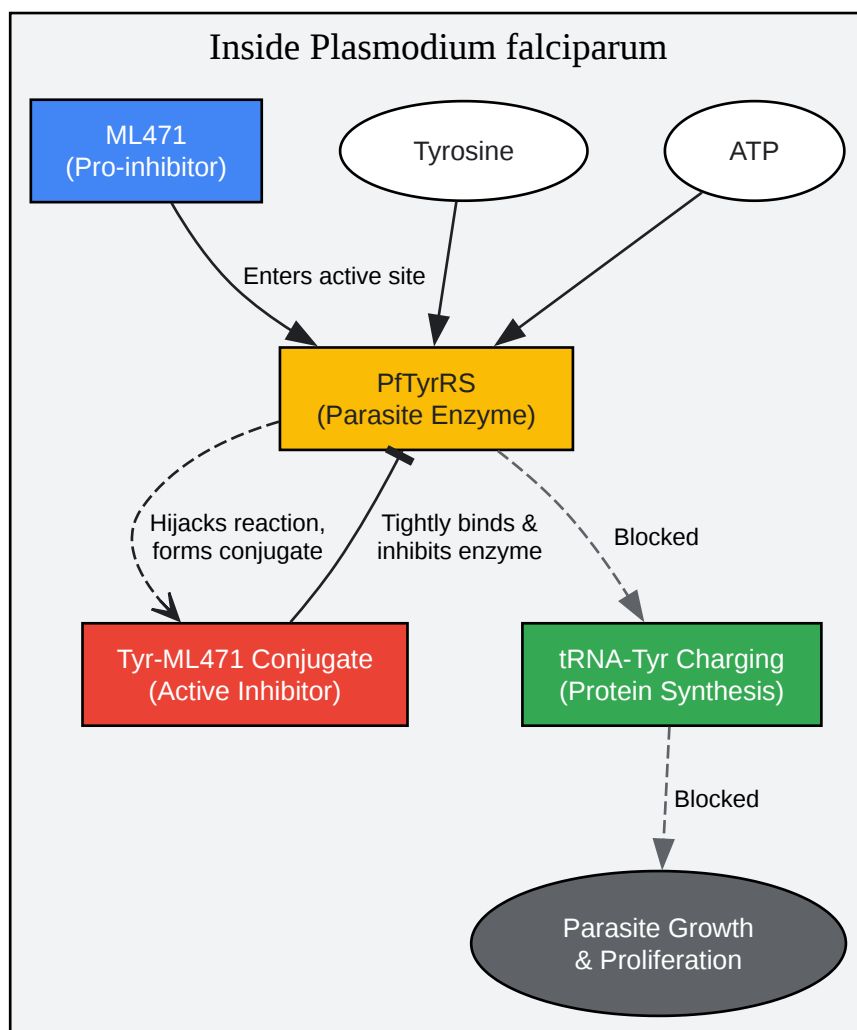 Inside Plasmodium falciparum
ML471
(Pro-inhibitor)
Tyrosine
ATP
Enters active site
PfTyrRS
(Parasite Enzyme)
Hijacks reaction,
forms conjugate
Tightly binds &
inhibits enzyme
Blocked
Tyr-ML471 Conjugate
(Active Inhibitor)
tRNA-Tyr Charging
(Protein Synthesis)
Blocked
Parasite Growth
& Proliferation